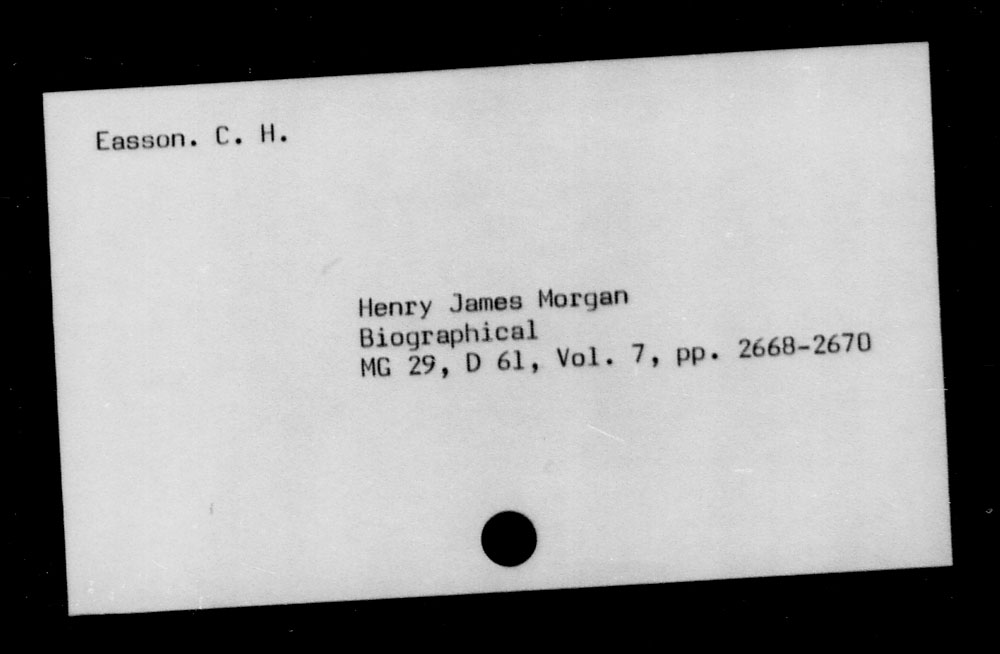 Easson. C. H.
Henry James Morgan
Biographical
MG 29, D 61, Vol. 7, pp. 2668-2670